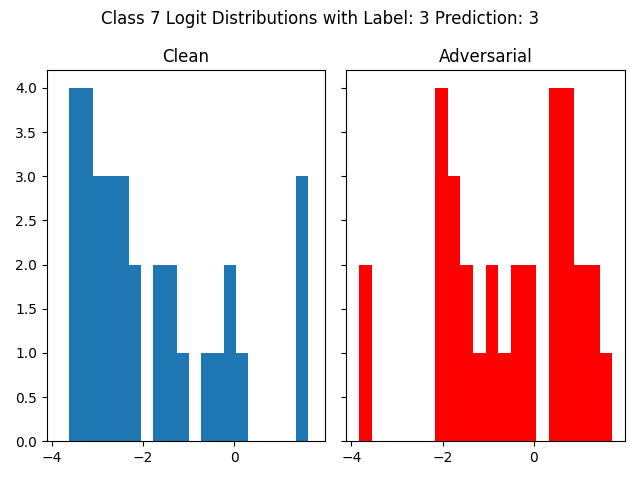 Class 7 Logit Distributions with Label: 3 Prediction: 3
Clean
Adversarial
4.0
3.5
3.0
2.5
2.0
1.5
1.0
0.5
0.0
−4 −2 0
−4 −2 0